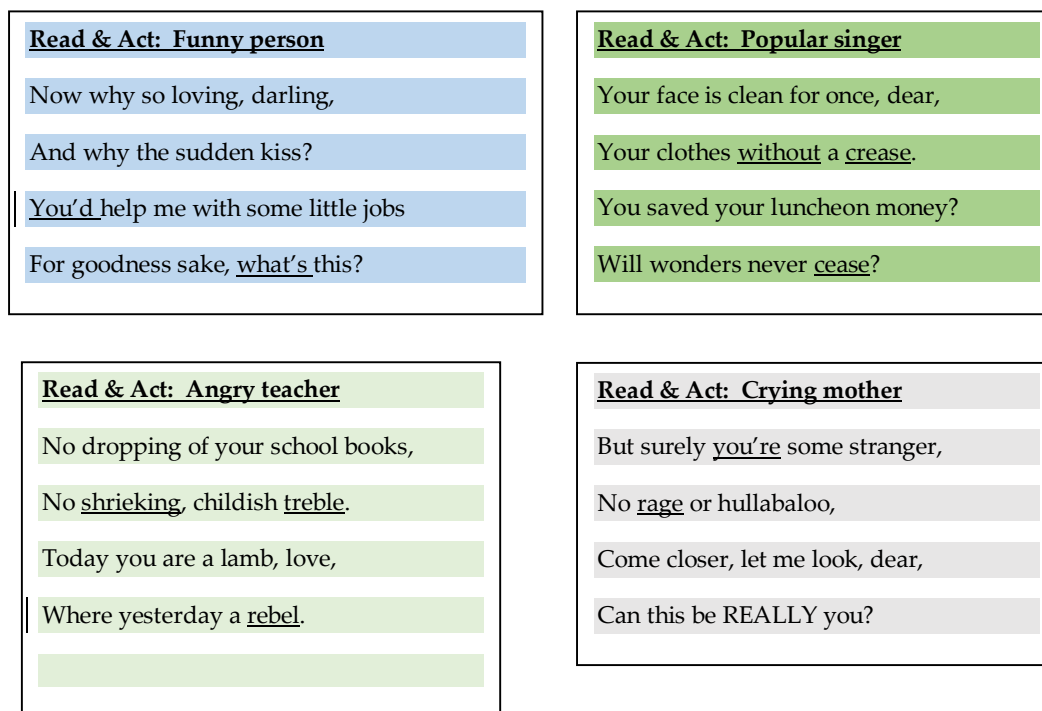 Read & Act:  Funny person
Now why so loving, darling,
And why the sudden kiss?
You’d help me with some little jobs
For goodness sake, what’s this?
Read & Act:  Popular singer
Your face is clean for once, dear,
Your clothes without a crease.
You saved your luncheon money?
Will wonders never cease?
Read & Act:  Angry teacher
No dropping of your school books,
No shrieking, childish treble.
Today you are a lamb, love,
Where yesterday a rebel.
Read & Act:  Crying mother
But surely you’re some stranger,
No rage or hullabaloo,
Come closer, let me look, dear,
Can this be REALLY you?